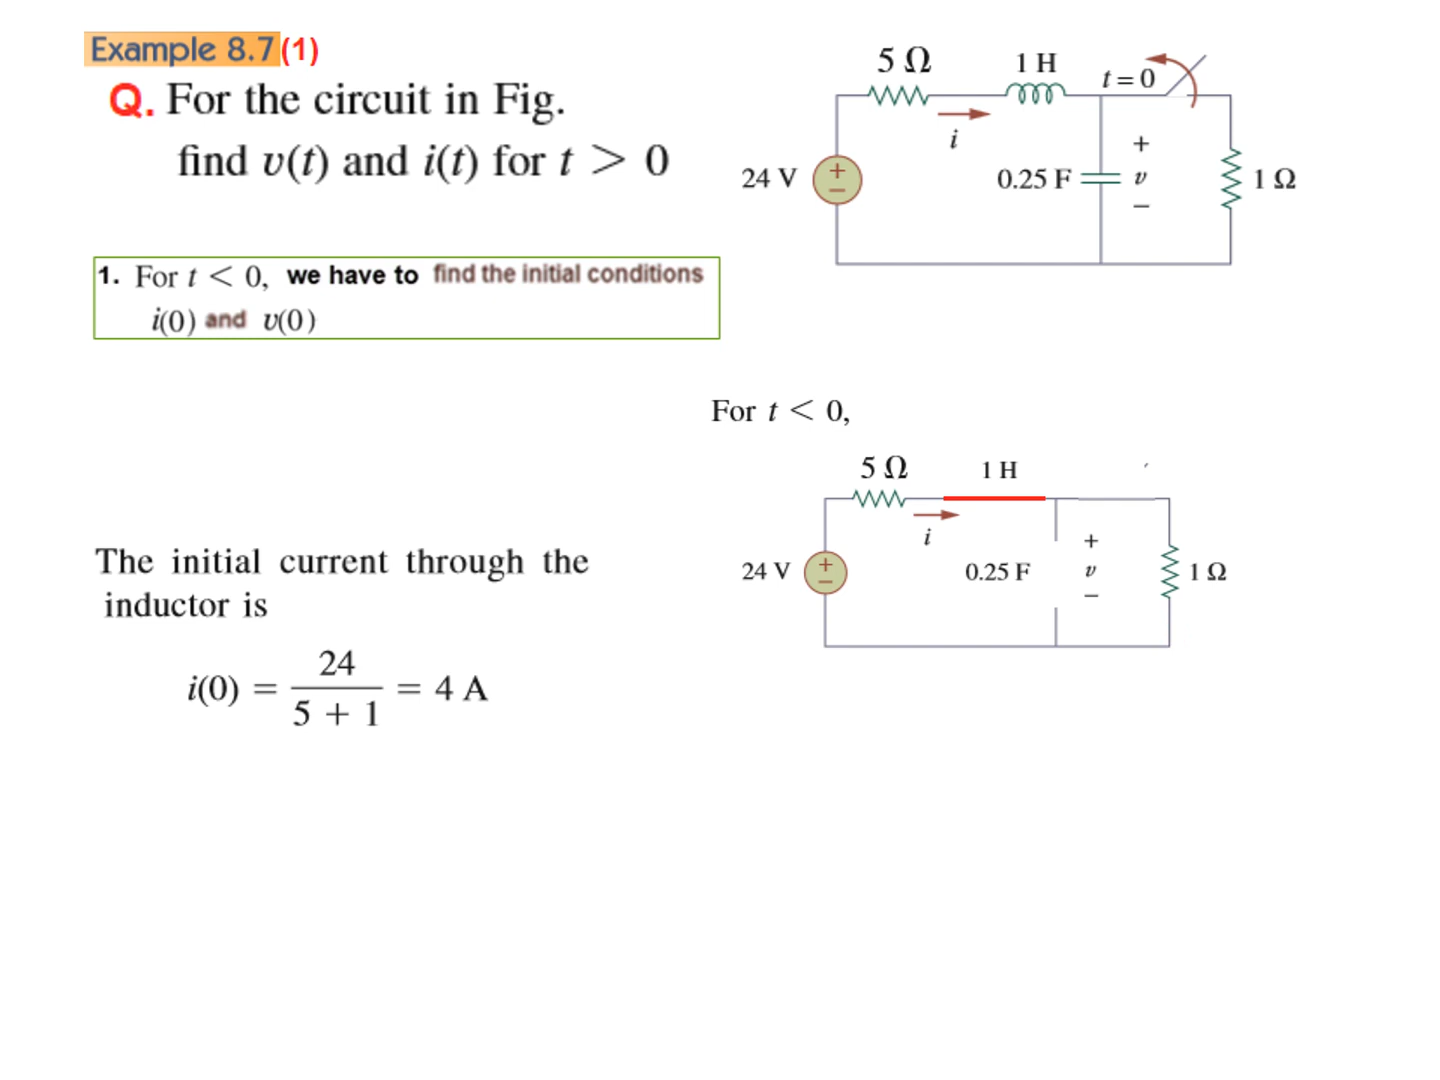 Example 8.7 (1)
Q. For the circuit in Fig.
find v(t) and i(t) for t > 0
5 Ω
1 H
t = 0
i
+
24 V
+
−
0.25 F
v
1 Ω
−
1. For t < 0, we have to find the initial conditions
i(0) and v(0)
For t < 0,
5 Ω
1 H
i
+
24 V
+
−
0.25 F
v
1 Ω
−
The initial current through the
inductor is
i(0) = 24 / 5 + 1 = 4 A